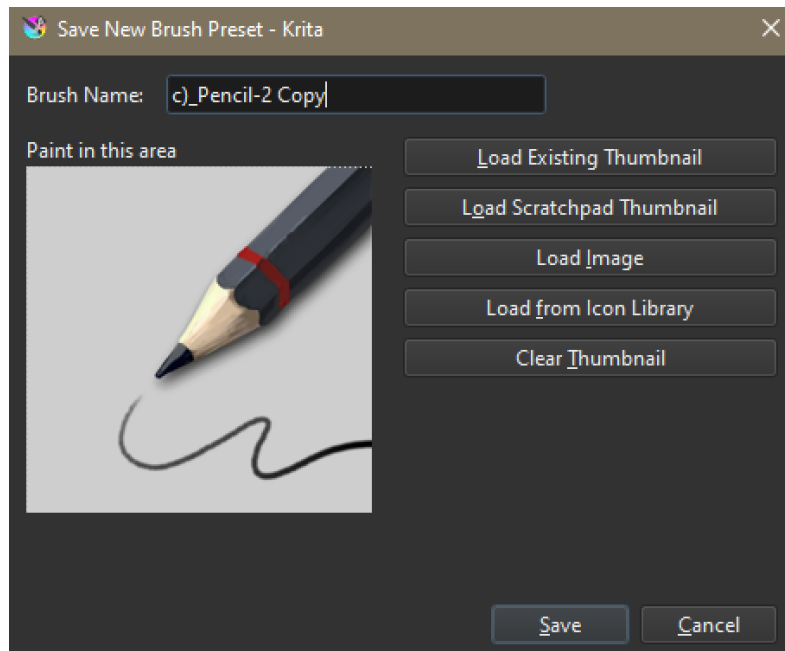 Save New Brush Preset - Krita
Brush Name: c)_Pencil-2 Copy
Paint in this area
Load Existing Thumbnail
Load Scratchpad Thumbnail
Load Image
Load from Icon Library
Clear Thumbnail
Save Cancel